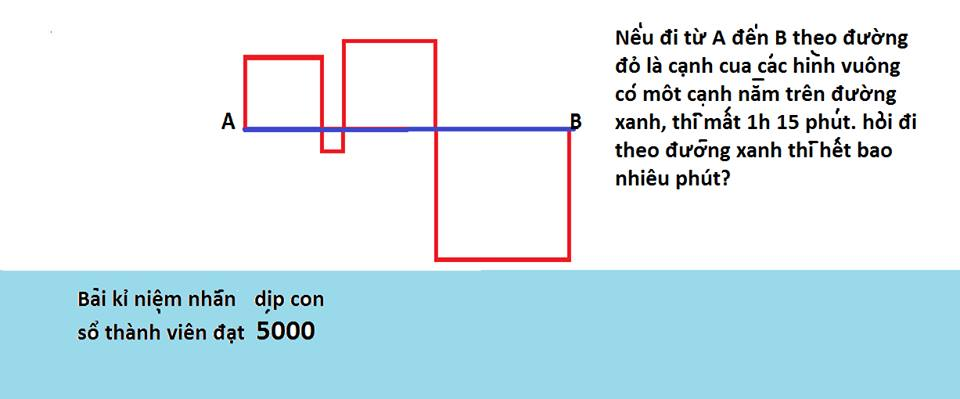 Nếu đi từ A đến B theo đường
đỏ là cạnh cua các hình vuông
có môt cạnh nằm trên đường
xanh, thì mất 1h 15 phút. hỏi đi
theo đường xanh thì hết bao
nhiêu phút?
A
B
Bài kỉ niệm nhân dịp con
số thành viên đạt 5000